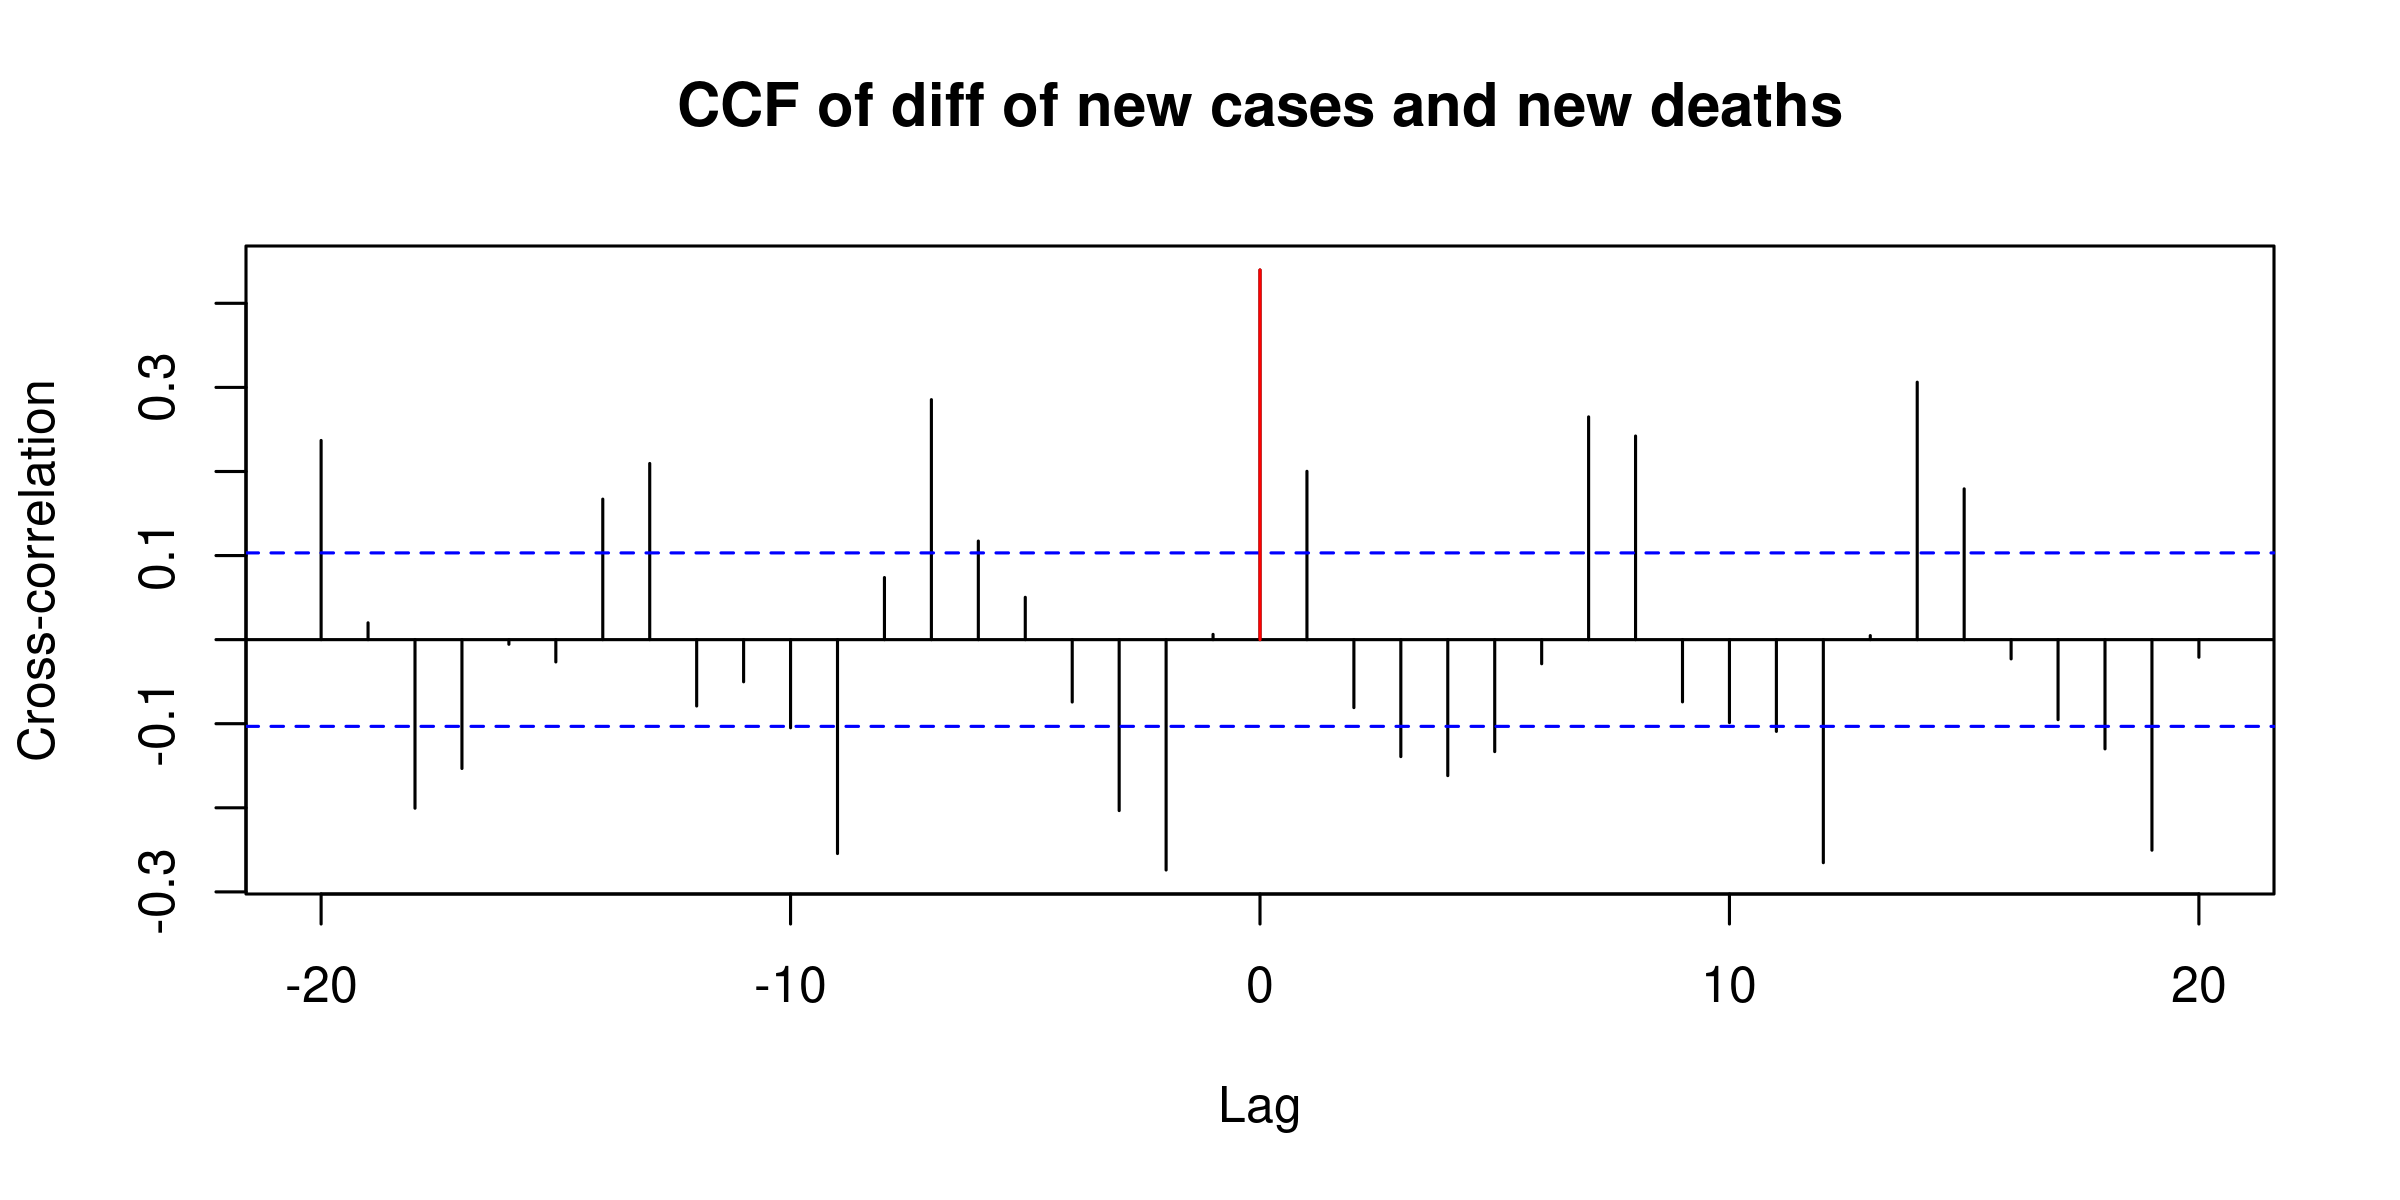 CCF of diff of new cases and new deaths
Cross-correlation
0.3
0.1
-0.1
-0.3
-20 -10 0 10 20
Lag